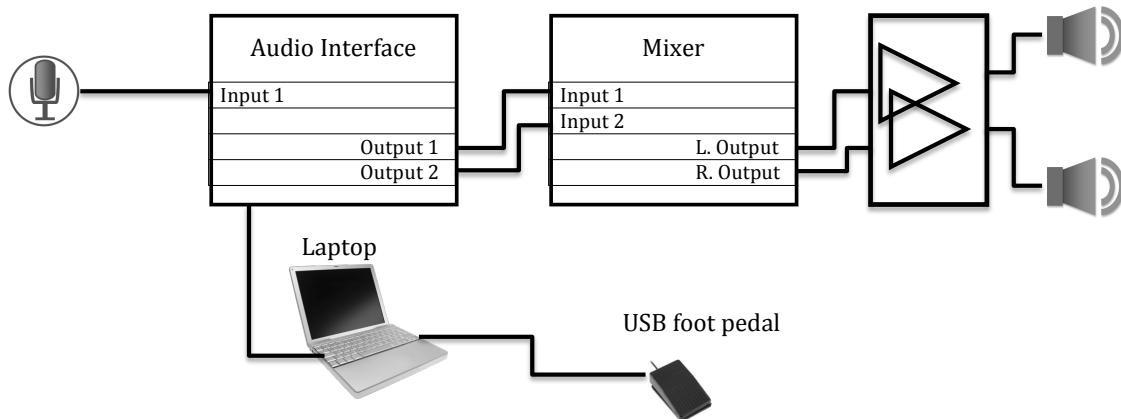 Audio Interface
Mixer
Input 1
Input 1
Input 2
Output 1
L. Output
Output 2
R. Output
Laptop
USB foot pedal